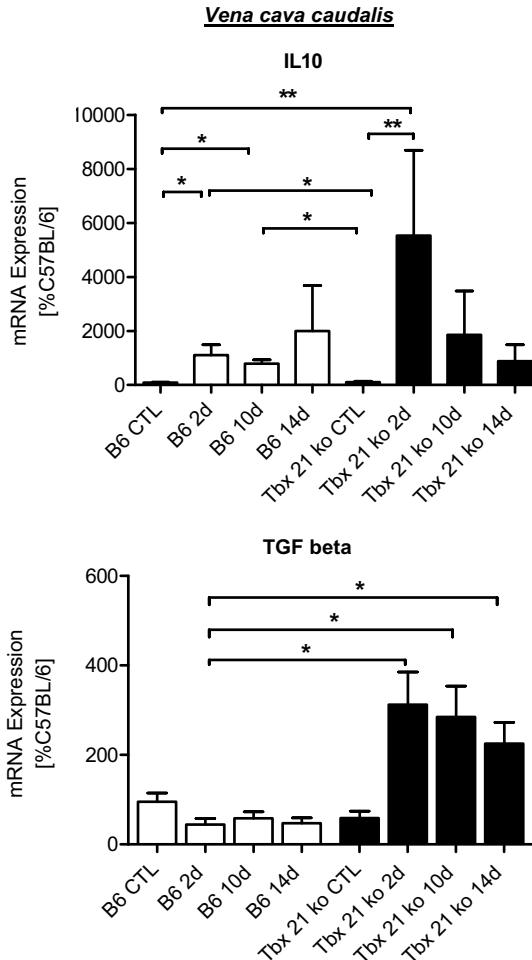 Vena cava caudalis
IL10
mRNA Expression
[%C57BL/6]
10000
8000
6000
4000
2000
0
**
**
*
*
*
*
B6 CTL
B6 2d
B6 10d
B6 14d
Tbx 21 ko CTL
Tbx 21 ko 2d
Tbx 21 ko 10d
Tbx 21 ko 14d
TGF beta
mRNA Expression
[%C57BL/6]
600
400
200
0
*
*
*
B6 CTL
B6 2d
B6 10d
B6 14d
Tbx 21 ko CTL
Tbx 21 ko 2d
Tbx 21 ko 10d
Tbx 21 ko 14d